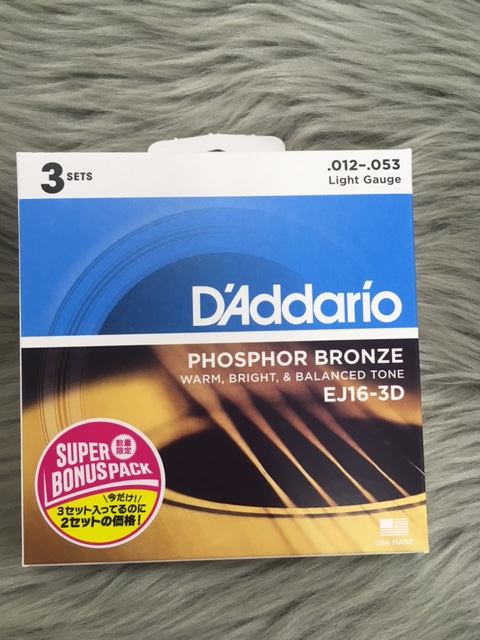 3 SETS
.012–.053
Light Gauge
D'Addario
PHOSPHOR BRONZE
WARM, BRIGHT, & BALANCED TONE
EJ16-3D
SUPER
数量
限定
BONUS PACK
今だけ!
3セット入ってるのに
2セットの価格!
USA MADE